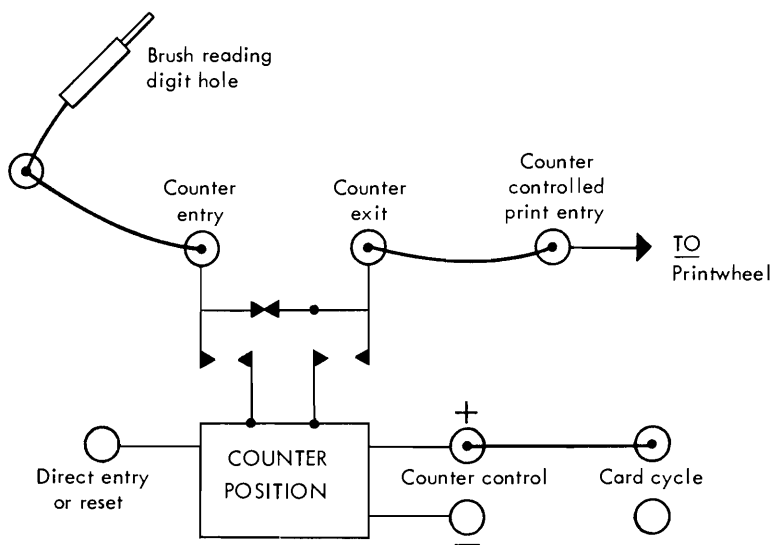 Brush reading
digit hole
Counter
entry
Counter
exit
Counter
controlled
print entry
TO
Printwheel
+
Direct entry
or reset
COUNTER
POSITION
Counter control
Card cycle
−